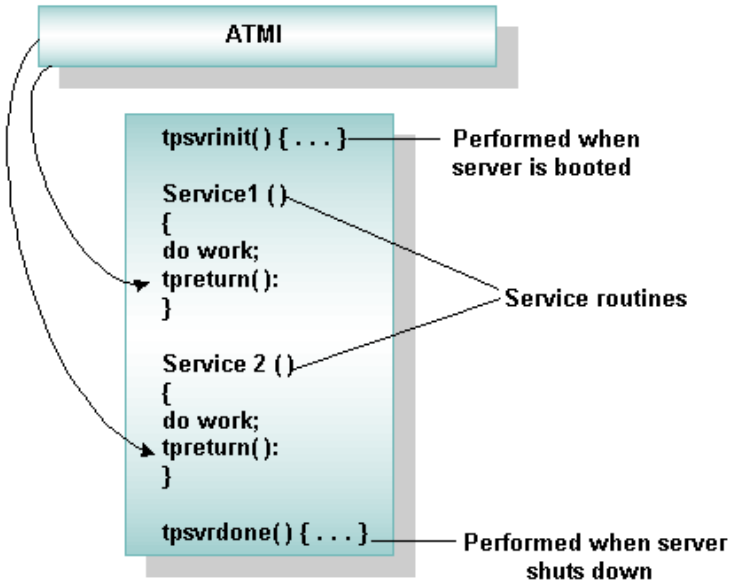 ATMI
tpsvrinit() { . . . }
Performed when
server is booted
Service1 ()
{
do work;
tpreturn():
}
Service routines
Service 2 ()
{
do work;
tpreturn():
}
tpsvrdone() { . . . }
Performed when server
shuts down